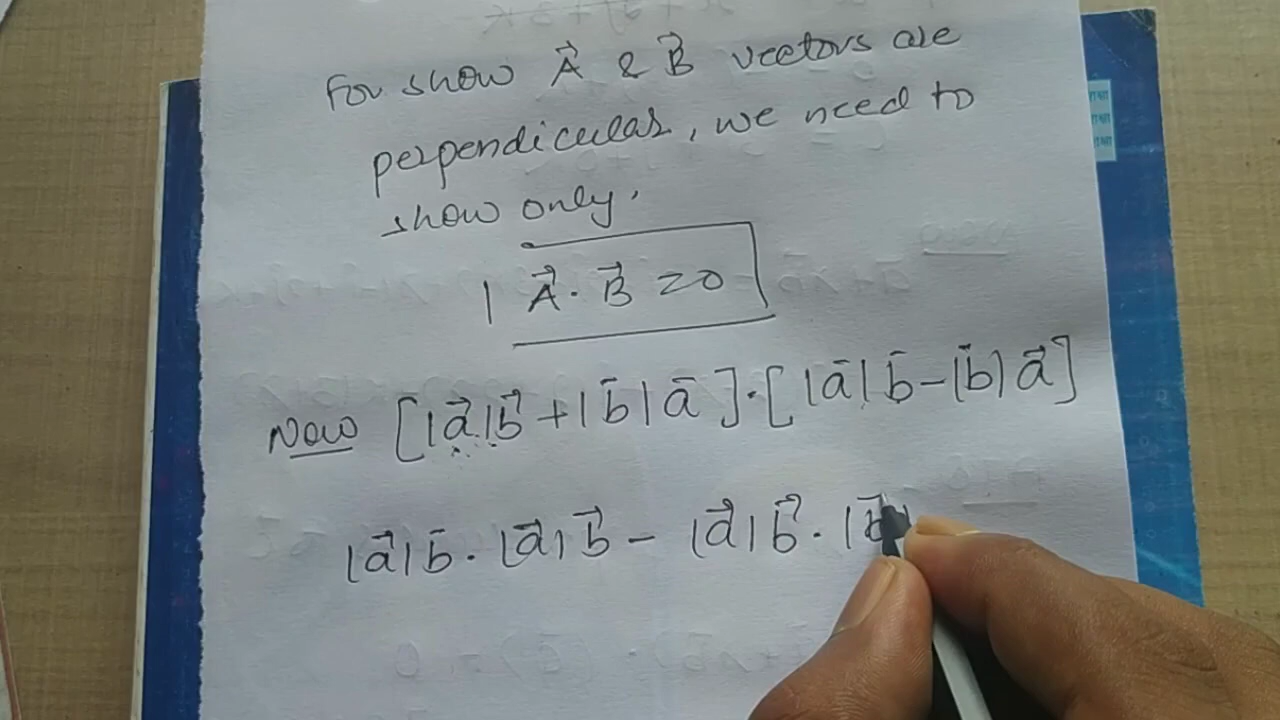 For show A⃗ & B⃗ vectors are
perpendicular, we need to
show only.
| A⃗ · B⃗ = 0
Now [|a⃗|b⃗ + |b̄|ā]·[|ā|b̄ - |b̄|a⃗]
|a⃗|b̄ · |a⃗|b⃗ - |a⃗|b⃗ · |b⃗|